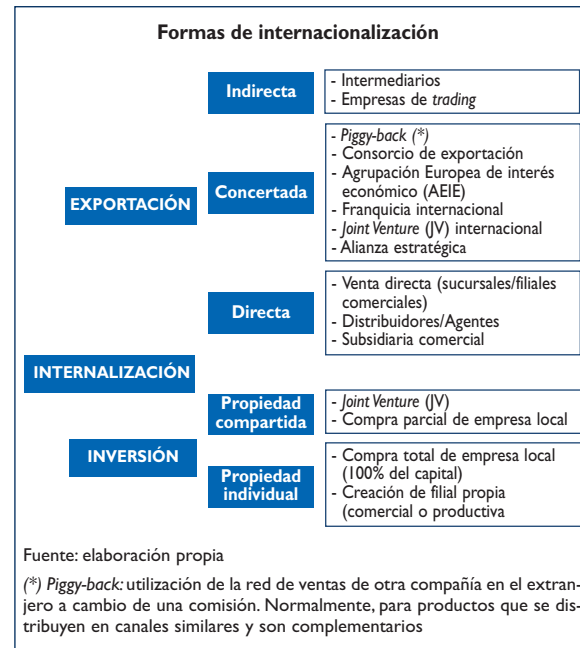 Formas de internacionalización
Indirecta
- Intermediarios
- Empresas de trading
EXPORTACIÓN
Concertada
- Piggy-back (*)
- Consorcio de exportación
- Agrupación Europea de interés
económico (AEIE)
- Franquicia internacional
- Joint Venture (JV) internacional
- Alianza estratégica
Directa
- Venta directa (sucursales/filiales
comerciales)
- Distribuidores/Agentes
- Subsidiaria comercial
INTERNALIZACIÓN
Propiedad
compartida
- Joint Venture (JV)
- Compra parcial de empresa local
INVERSIÓN
Propiedad
individual
- Compra total de empresa local
(100% del capital)
- Creación de filial propia
(comercial o productiva
Fuente: elaboración propia
(*) Piggy-back: utilización de la red de ventas de otra compañía en el extran-
jero a cambio de una comisión. Normalmente, para productos que se dis-
tribuyen en canales similares y son complementarios